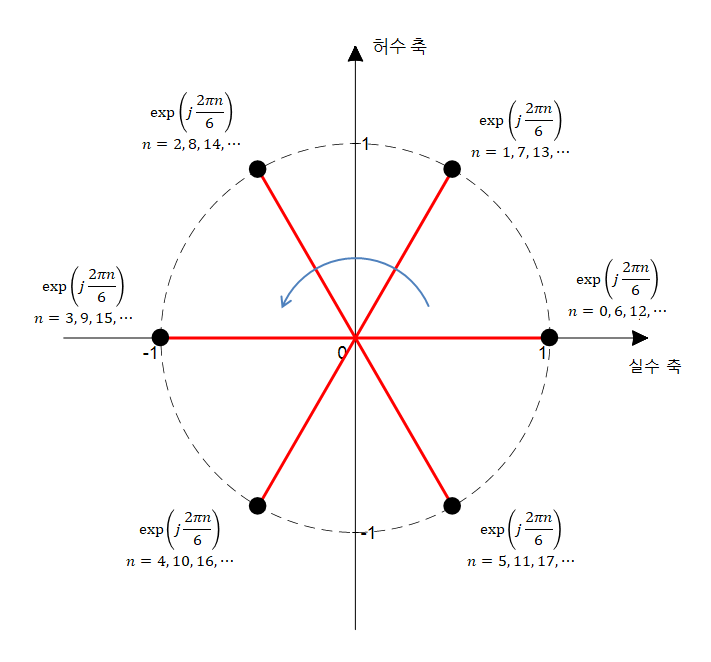 허수 축
exp(j 2πn/6)
n = 2, 8, 14, ⋯
exp(j 2πn/6)
n = 1, 7, 13, ⋯
1
exp(j 2πn/6)
n = 3, 9, 15, ⋯
exp(j 2πn/6)
n = 0, 6, 12, ⋯
-1
0
1
실수 축
exp(j 2πn/6)
n = 4, 10, 16, ⋯
-1
exp(j 2πn/6)
n = 5, 11, 17, ⋯